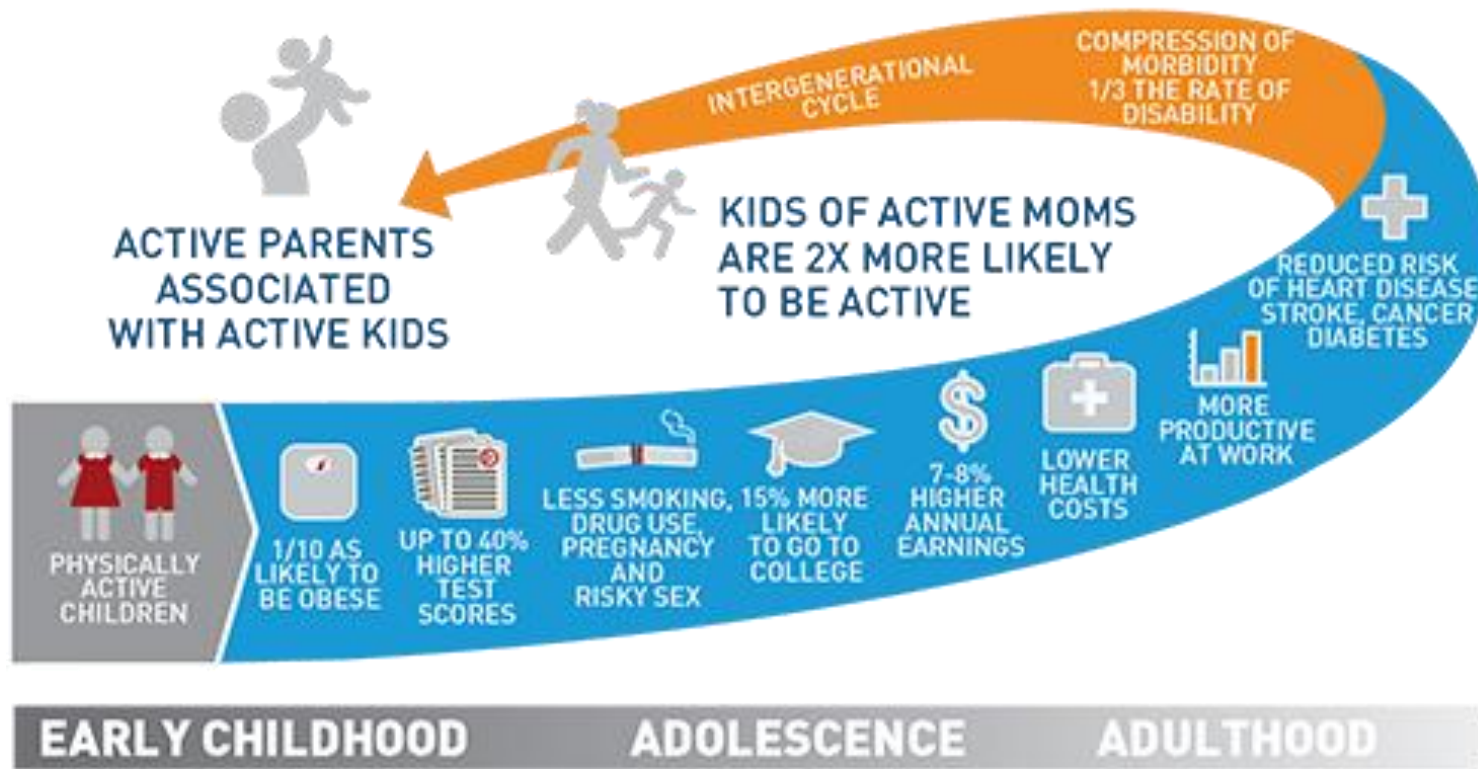 ACTIVE PARENTS
ASSOCIATED
WITH ACTIVE KIDS
INTERGENERATIONAL
CYCLE
COMPRESSION OF
MORBIDITY
1/3 THE RATE OF
DISABILITY
KIDS OF ACTIVE MOMS
ARE 2X MORE LIKELY
TO BE ACTIVE
PHYSICALLY
ACTIVE
CHILDREN
1/10 AS
LIKELY TO
BE OBESE
UP TO 40%
HIGHER
TEST
SCORES
LESS SMOKING,
DRUG USE,
PREGNANCY
AND
RISKY SEX
15% MORE
LIKELY
TO GO TO
COLLEGE
$
7-8%
HIGHER
ANNUAL
EARNINGS
LOWER
HEALTH
COSTS
MORE
PRODUCTIVE
AT WORK
REDUCED RISK
OF HEART DISEASE
STROKE, CANCER
DIABETES
EARLY CHILDHOOD
ADOLESCENCE
ADULTHOOD